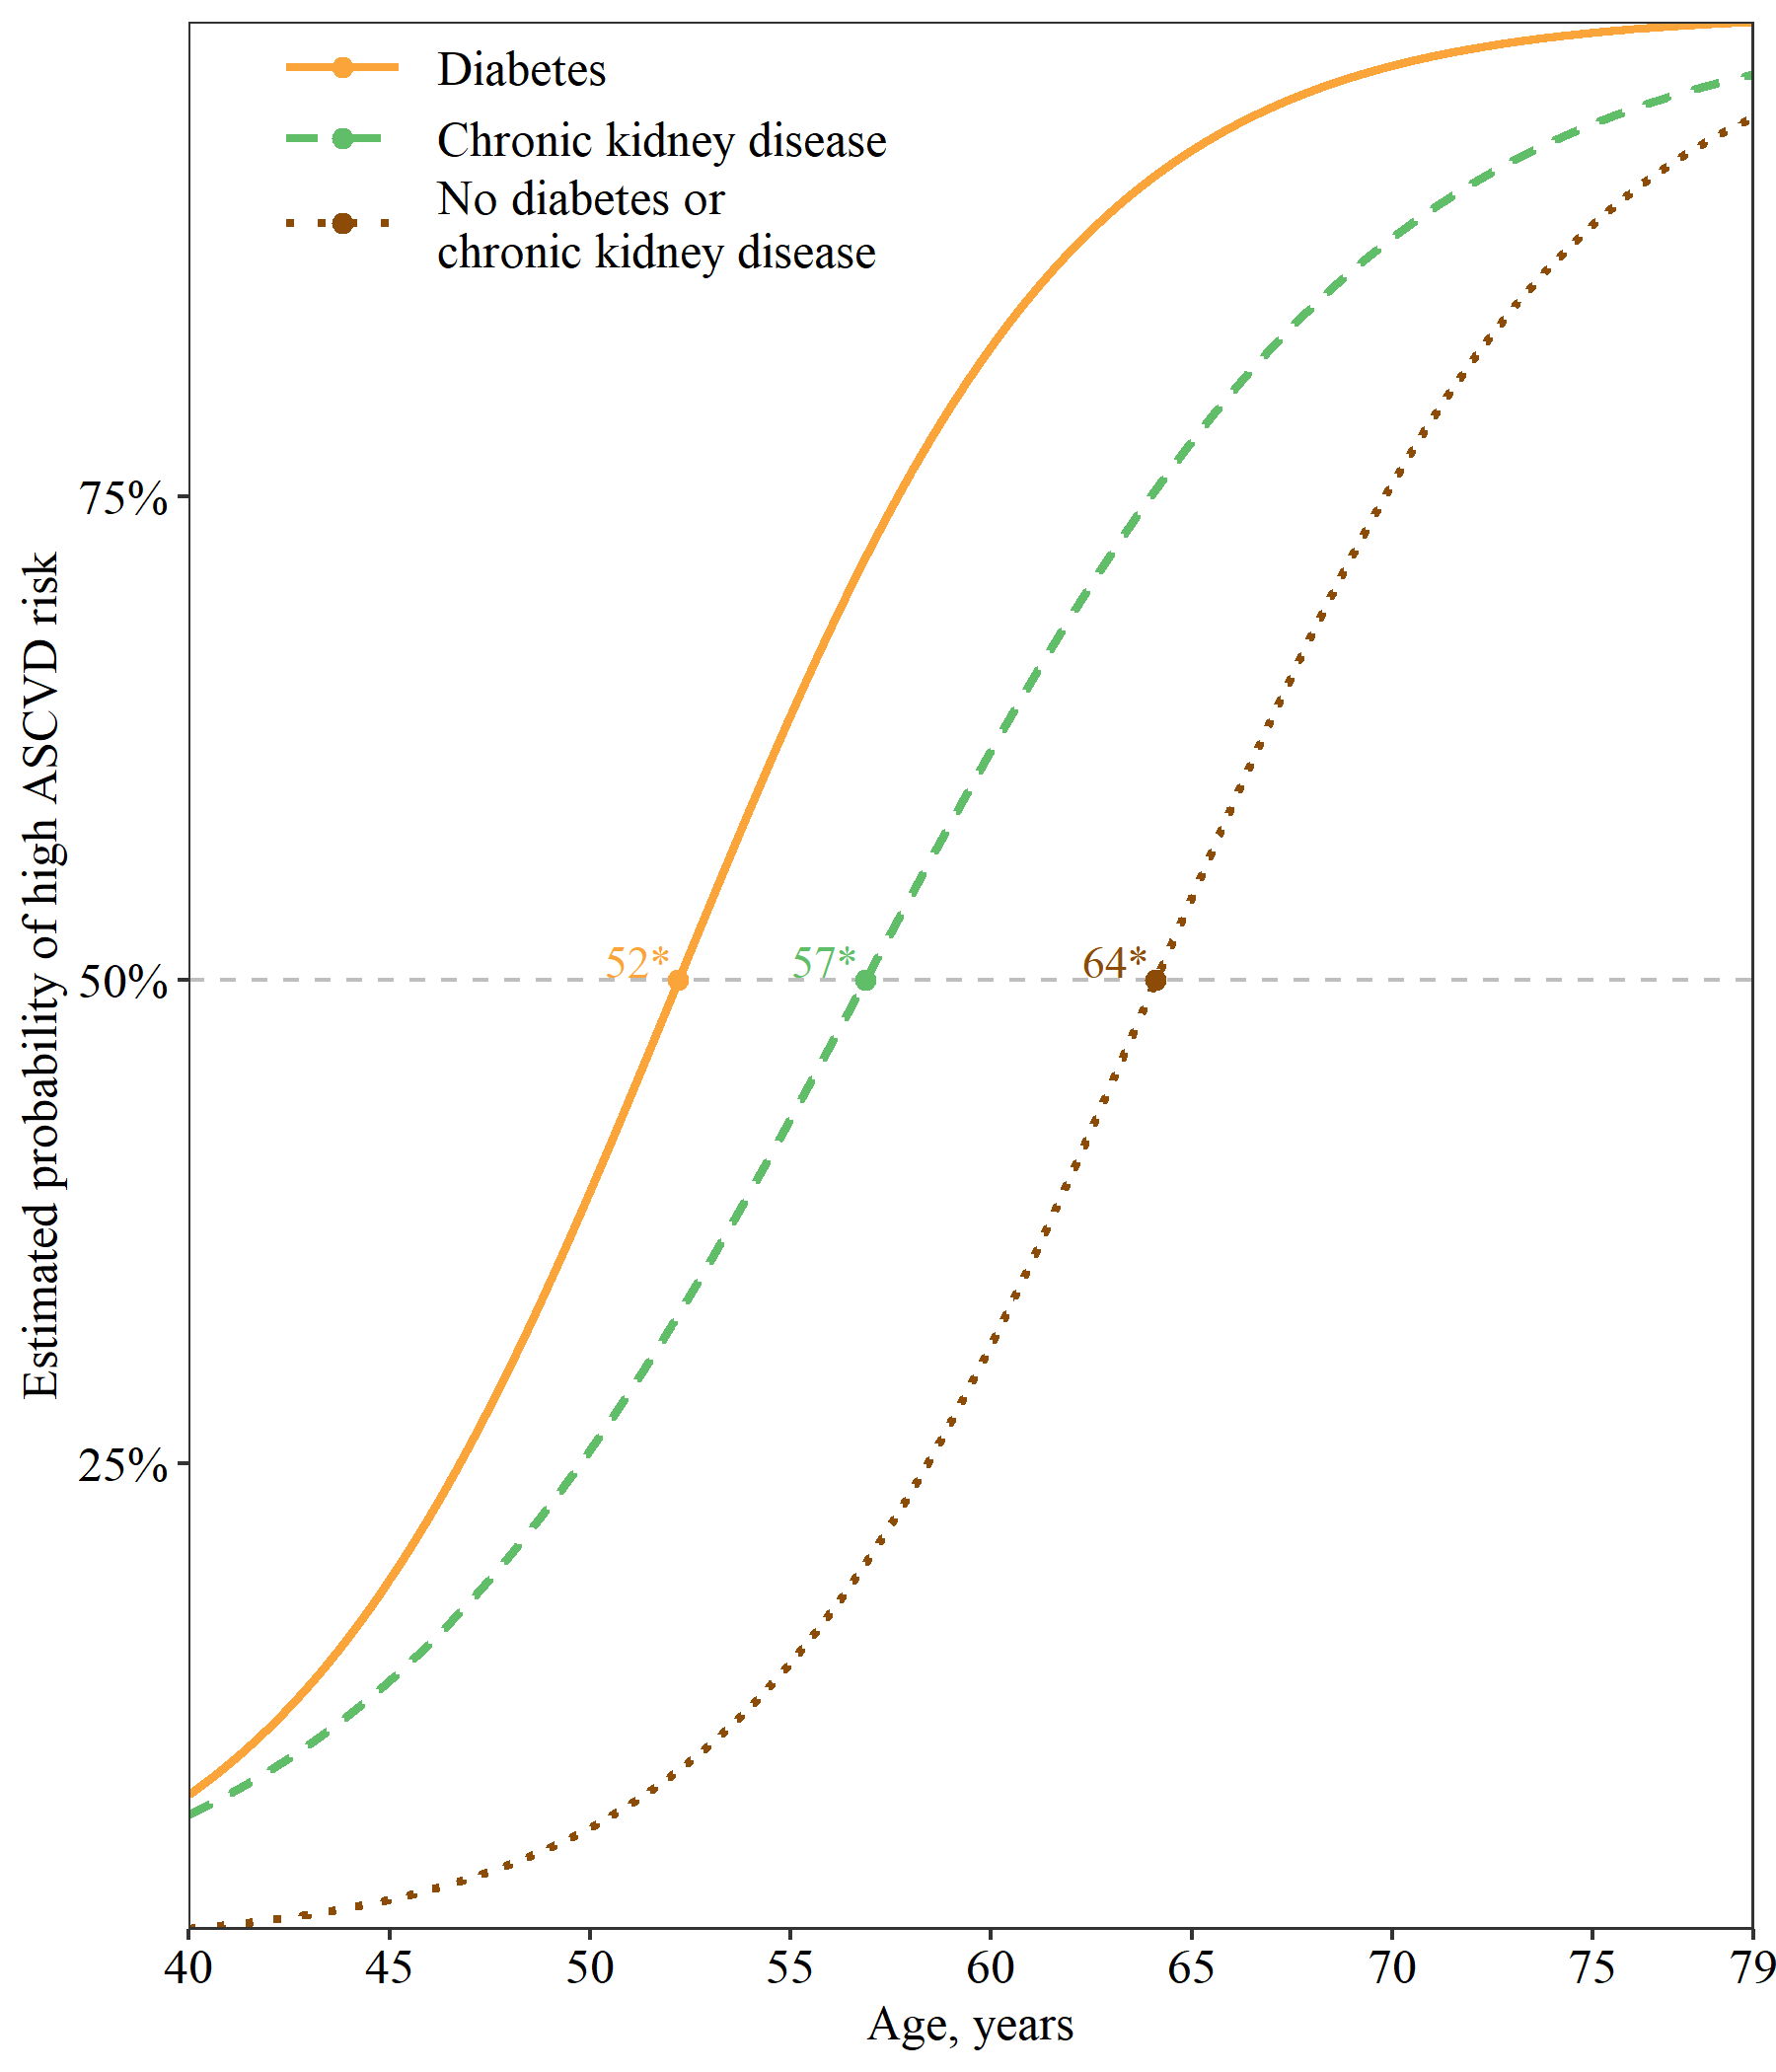 Diabetes
Chronic kidney disease
No diabetes or
chronic kidney disease
Estimated probability of high ASCVD risk
75%
50%
25%
52*
57*
64*
40 45 50 55 60 65 70 75 79
Age, years